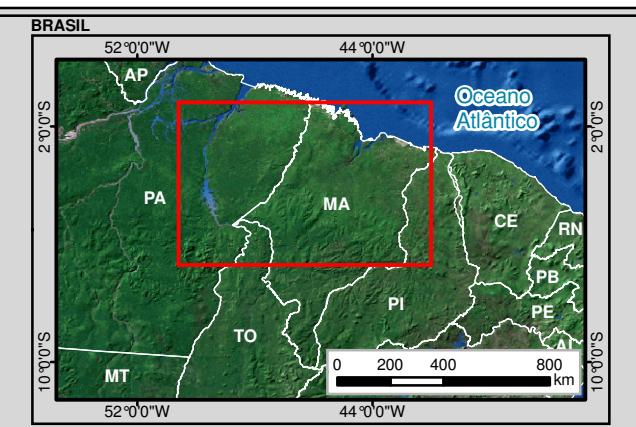 BRASIL
52°0'0"W 44°0'0"W
AP
Oceano
Atlântico
2°0'0"S 2°0'0"S
PA
MA
CE
RN
PB
PI
PE
TO
AL
MT
0 200 400 800
km
10°0'0"S 10°0'0"S
52°0'0"W 44°0'0"W